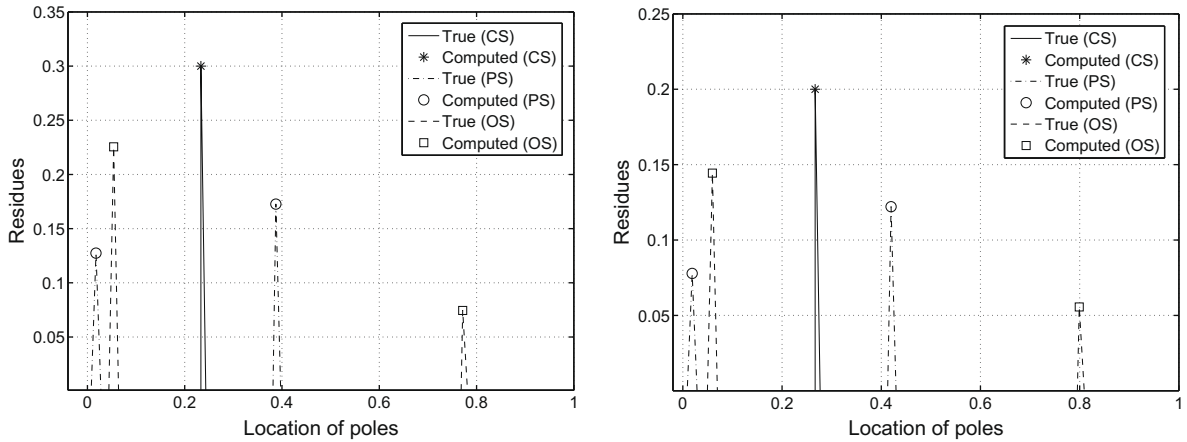 0.35
0.3
0.25
0.2
0.15
0.1
0.05
Residues
0 0.2 0.4 0.6 0.8 1
Location of poles
True (CS)
Computed (CS)
True (PS)
Computed (PS)
True (OS)
Computed (OS)
0.25
0.2
0.15
0.1
0.05
Residues
0 0.2 0.4 0.6 0.8 1
Location of poles
True (CS)
Computed (CS)
True (PS)
Computed (PS)
True (OS)
Computed (OS)